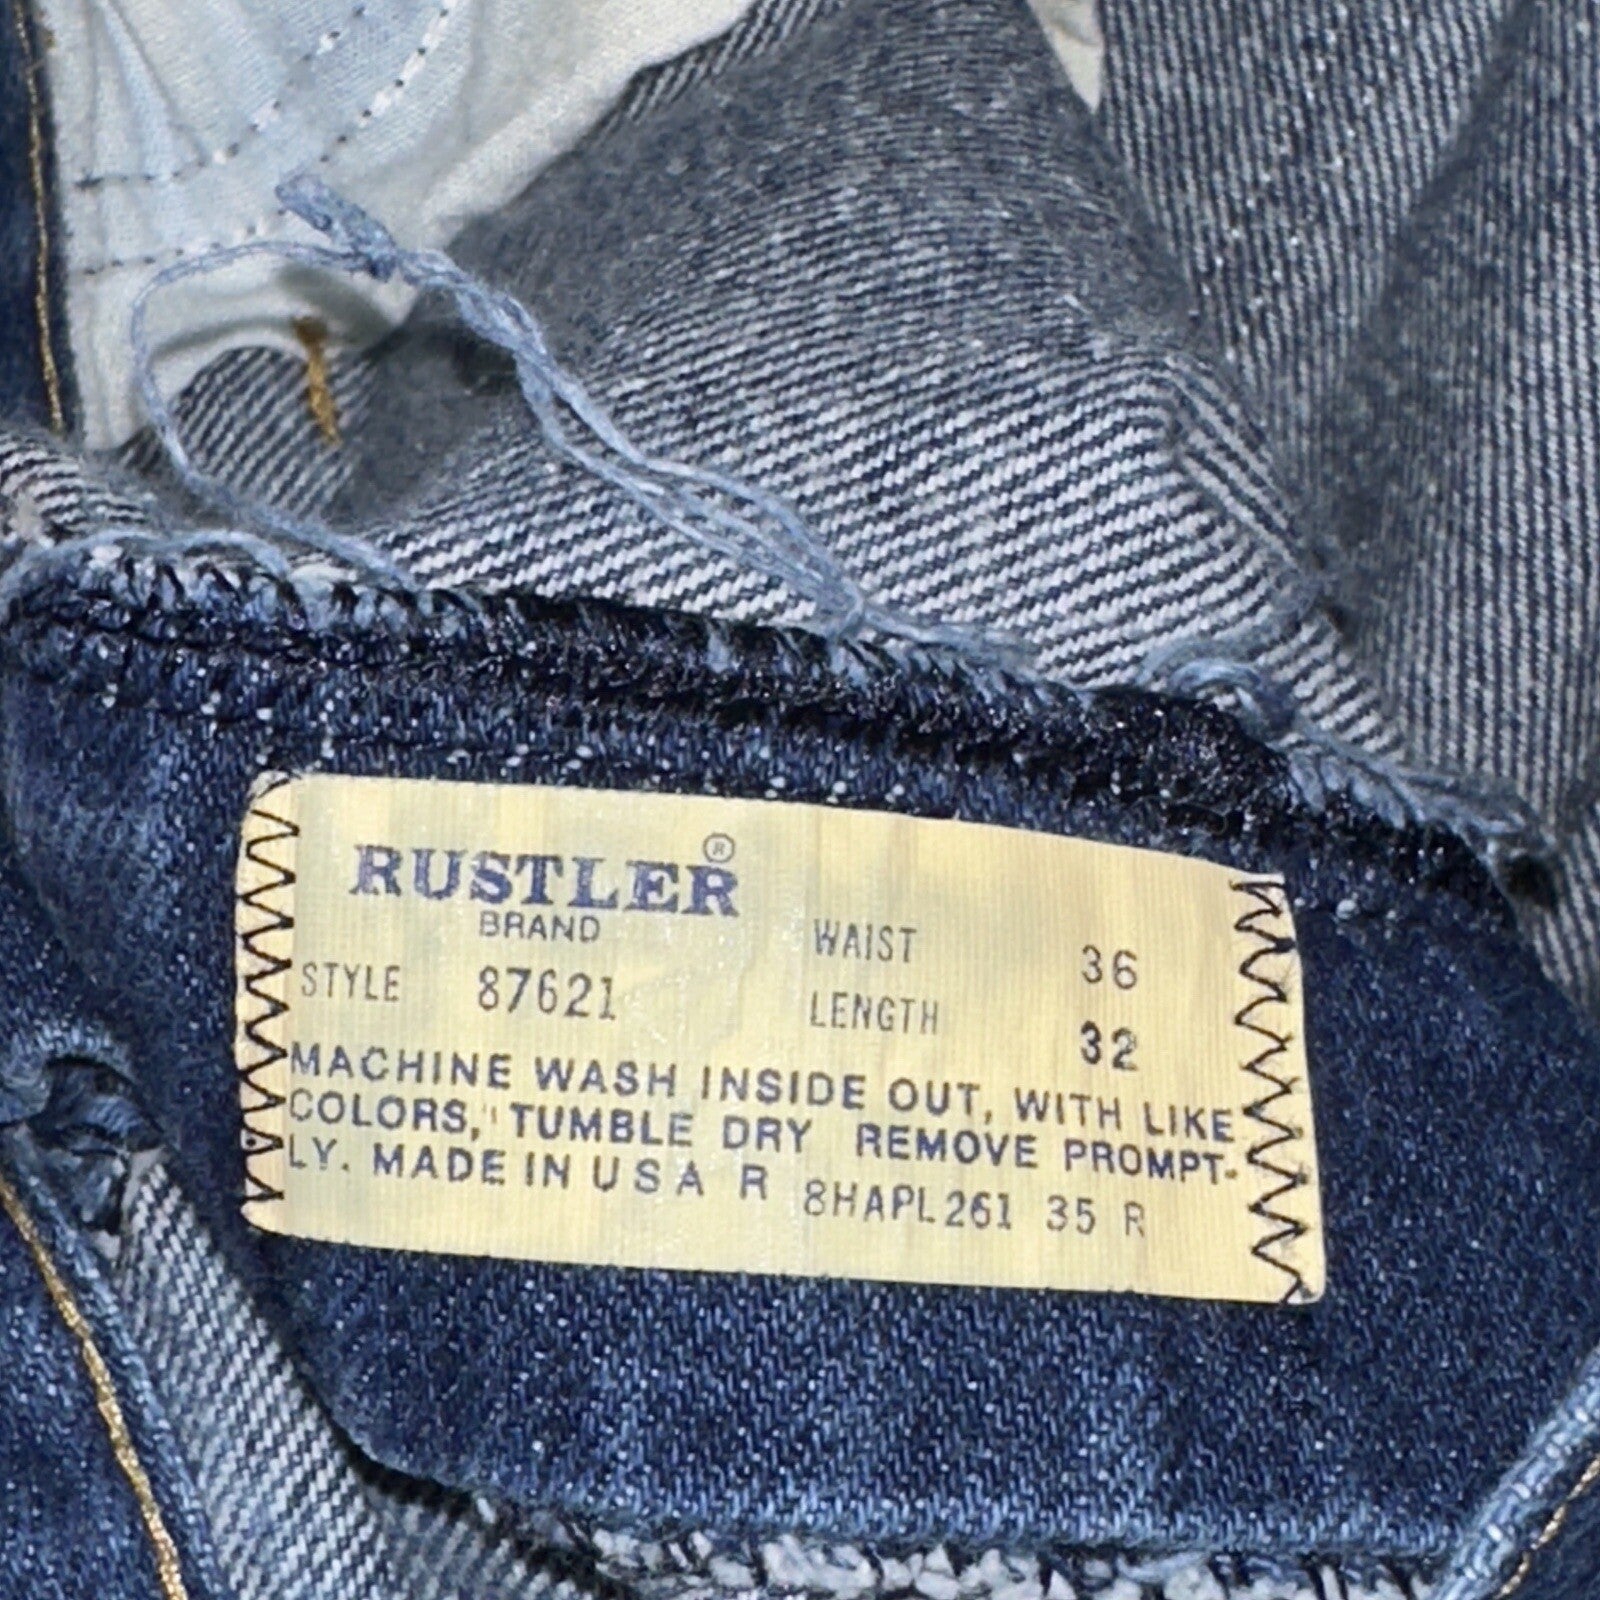 RUSTLER®
BRAND
STYLE 87621
WAIST 36
LENGTH 32
MACHINE WASH INSIDE OUT, WITH LIKE
COLORS, TUMBLE DRY REMOVE PROMPT-
LY. MADE IN U S A R 8HAPL261 35 R